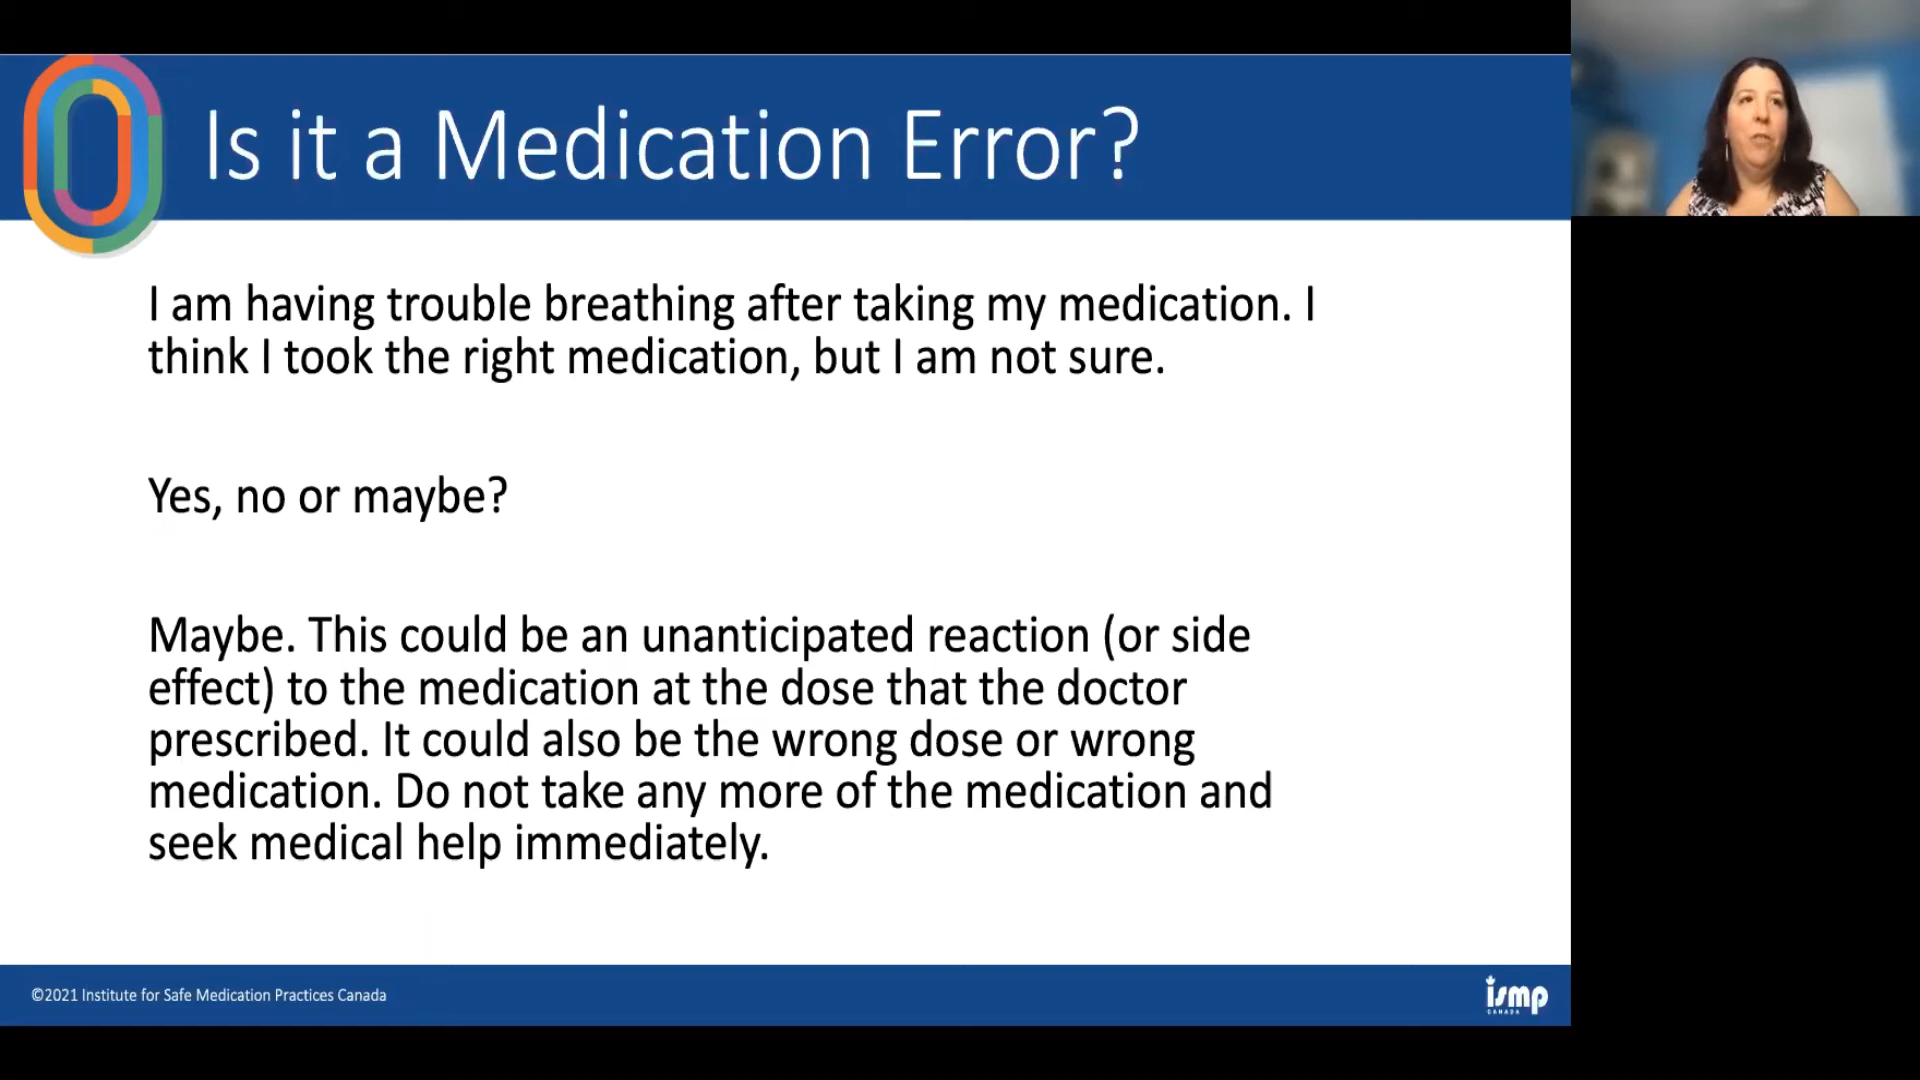 Is it a Medication Error?
I am having trouble breathing after taking my medication. I
think I took the right medication, but I am not sure.
Yes, no or maybe?
Maybe. This could be an unanticipated reaction (or side
effect) to the medication at the dose that the doctor
prescribed. It could also be the wrong dose or wrong
medication. Do not take any more of the medication and
seek medical help immediately.
©2021 Institute for Safe Medication Practices Canada
ismp
CANADA